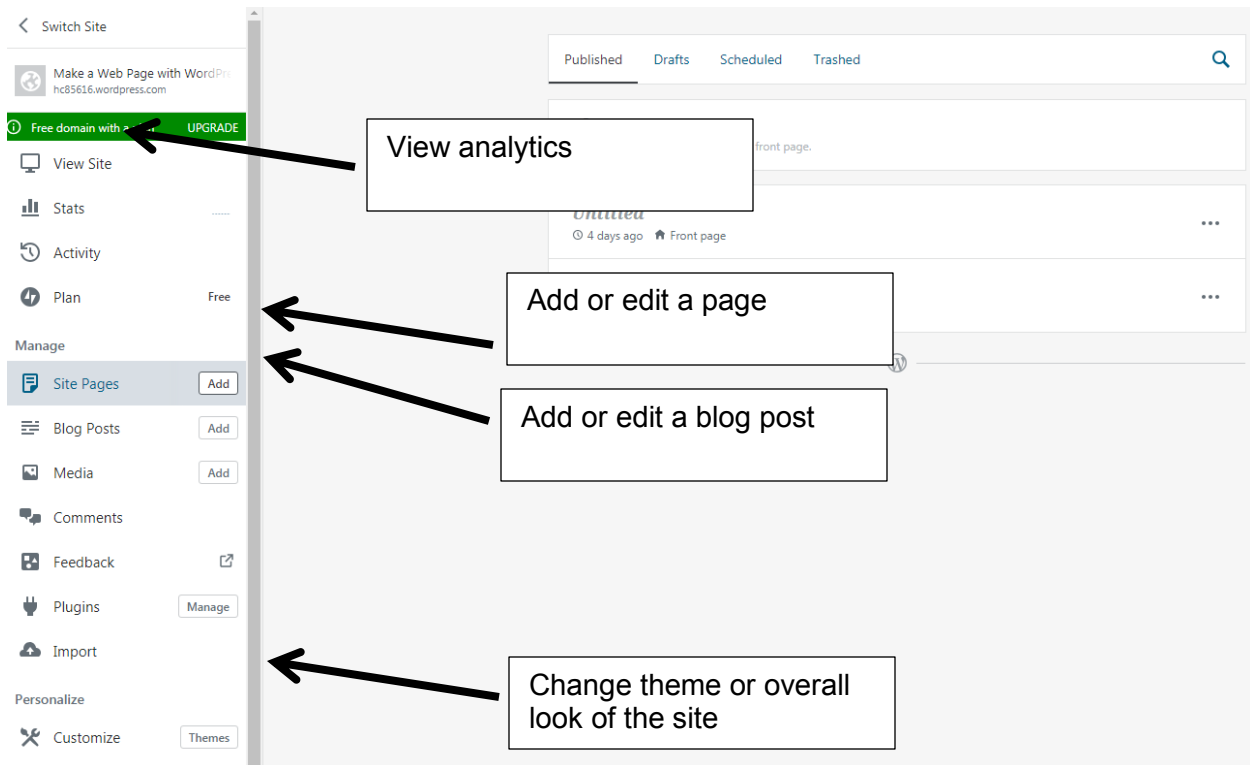 Switch Site
Make a Web Page with WordPr
hc85616.wordpress.com
Free domain with a UPGRADE
View Site
Stats
Activity
Plan Free
Manage
Site Pages Add
Blog Posts Add
Media Add
Comments
Feedback
Plugins Manage
Import
Personalize
Customize Themes
Published Drafts Scheduled Trashed
front page.
Untitled
4 days ago Front page
View analytics
Add or edit a page
Add or edit a blog post
Change theme or overall
look of the site